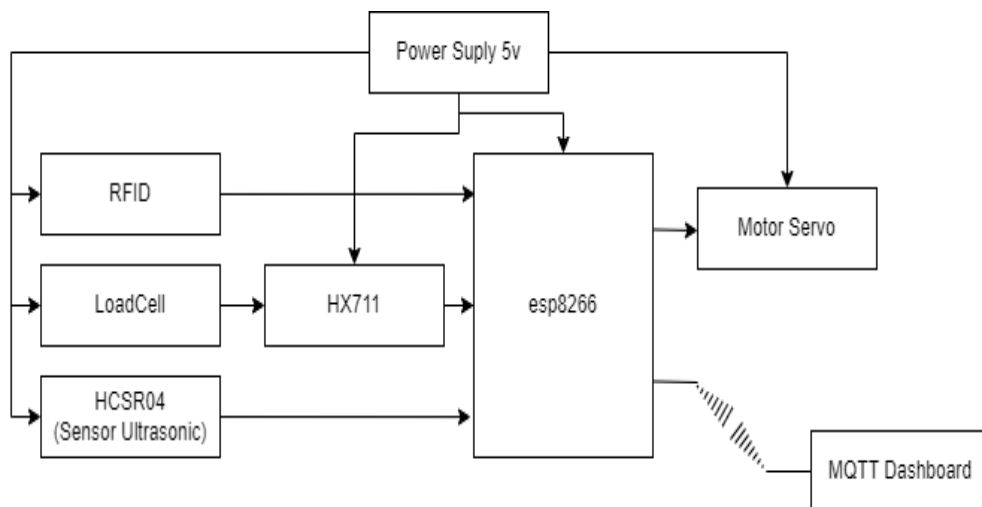 Power Suply 5v
RFID
Motor Servo
LoadCell
HX711
esp8266
HCSR04
(Sensor Ultrasonic)
MQTT Dashboard